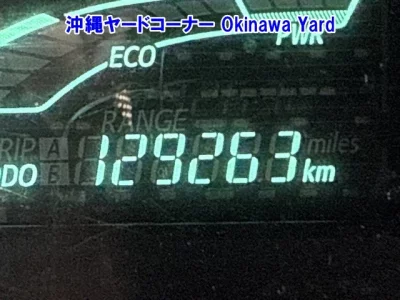 沖縄ヤードコーナー Okinawa Yard
PWR
ECO
RANGE
TRIP A miles
B
ODO 129263 km